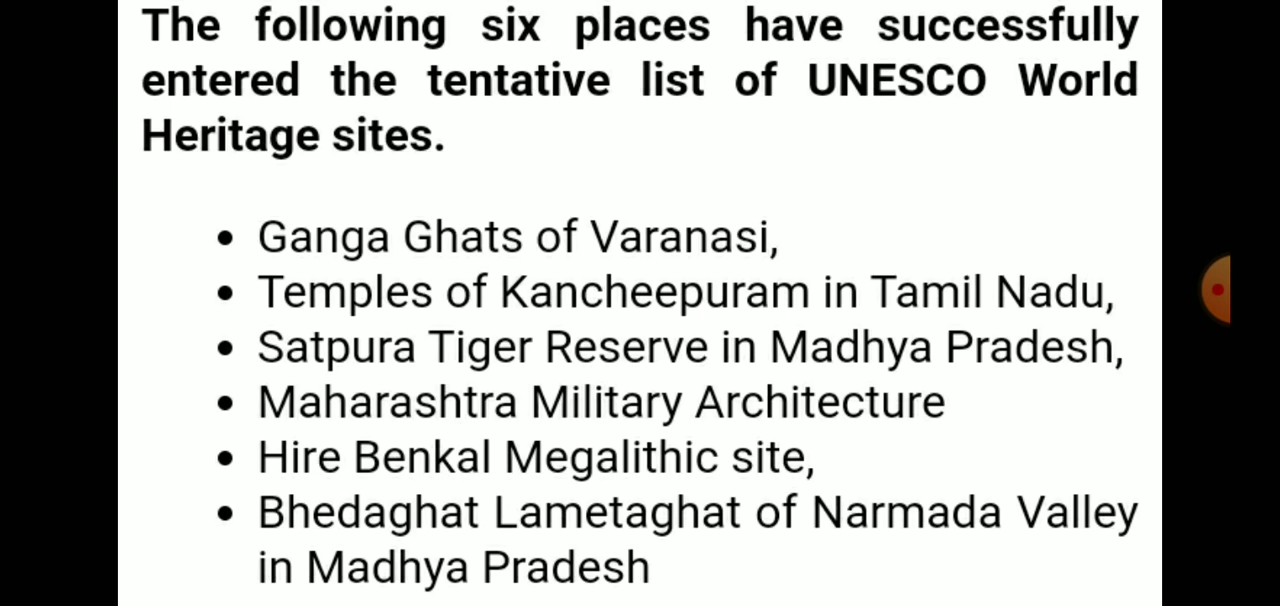 The following six places have successfully
entered the tentative list of UNESCO World
Heritage sites.
• Ganga Ghats of Varanasi,
• Temples of Kancheepuram in Tamil Nadu,
• Satpura Tiger Reserve in Madhya Pradesh,
• Maharashtra Military Architecture
• Hire Benkal Megalithic site,
• Bhedaghat Lametaghat of Narmada Valley
in Madhya Pradesh